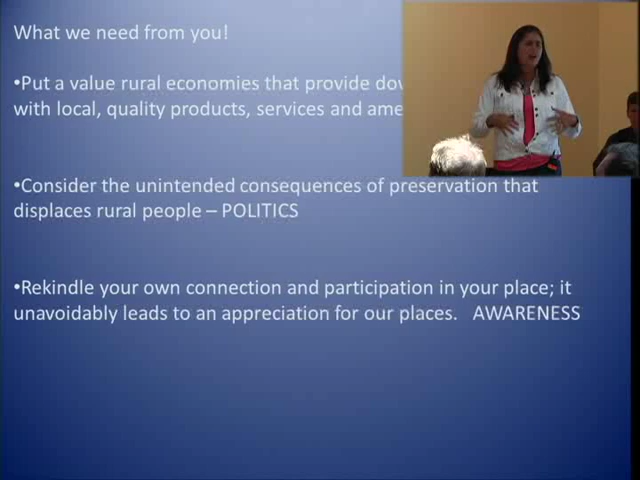 What we need from you!
•Put a value rural economies that provide
with local, quality products, services and
•Consider the unintended consequences of preservation that
displaces rural people – POLITICS
•Rekindle your own connection and participation in your place; it
unavoidably leads to an appreciation for our places. AWARENESS